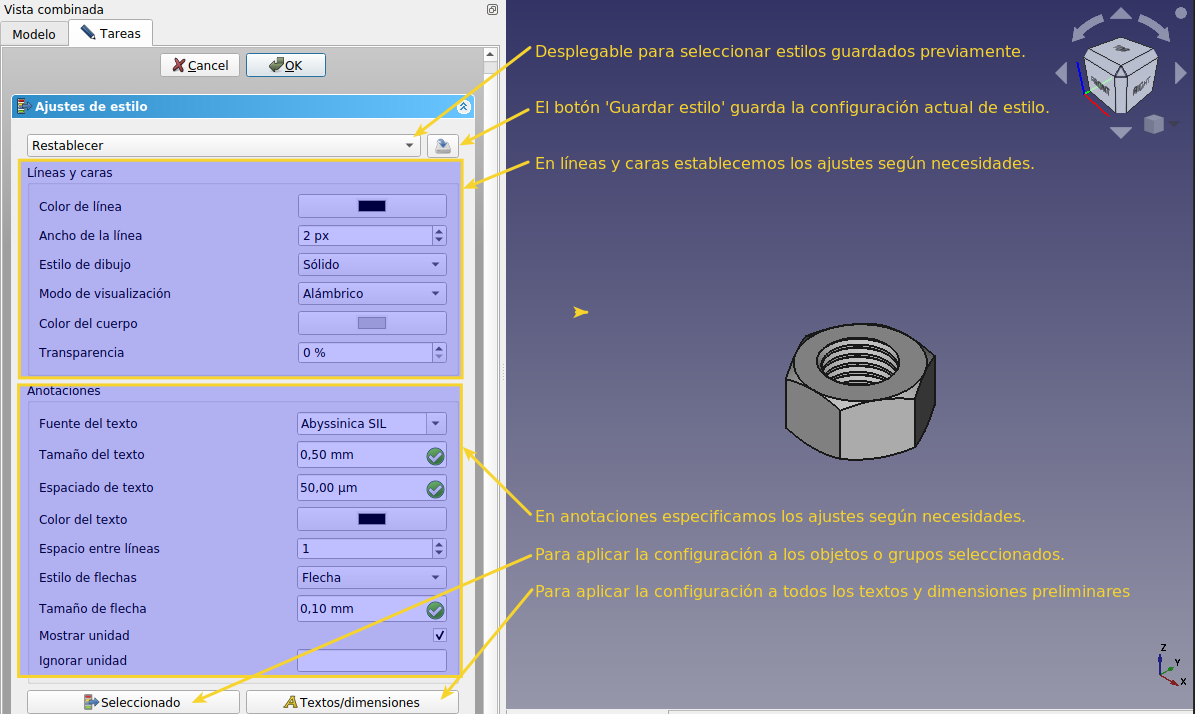 Vista combinada
Modelo
Tareas
Cancel
OK
Ajustes de estilo
Restablecer
Líneas y caras
Color de línea
Ancho de la línea
2 px
Estilo de dibujo
Sólido
Modo de visualización
Alámbrico
Color del cuerpo
Transparencia
0 %
Anotaciones
Fuente del texto
Abyssinica SIL
Tamaño del texto
0,50 mm
Espaciado de texto
50,00 µm
Color del texto
Espacio entre líneas
1
Estilo de flechas
Flecha
Tamaño de flecha
0,10 mm
Mostrar unidad
Ignorar unidad
Seleccionado
Textos/dimensiones
Desplegable para seleccionar estilos guardados previamente.
El botón 'Guardar estilo' guarda la configuración actual de estilo.
En líneas y caras establecemos los ajustes según necesidades.
En anotaciones especificamos los ajustes según necesidades.
Para aplicar la configuración a los objetos o grupos seleccionados.
Para aplicar la configuración a todos los textos y dimensiones preliminares
FRONT
RIGHT
Z
Y
X